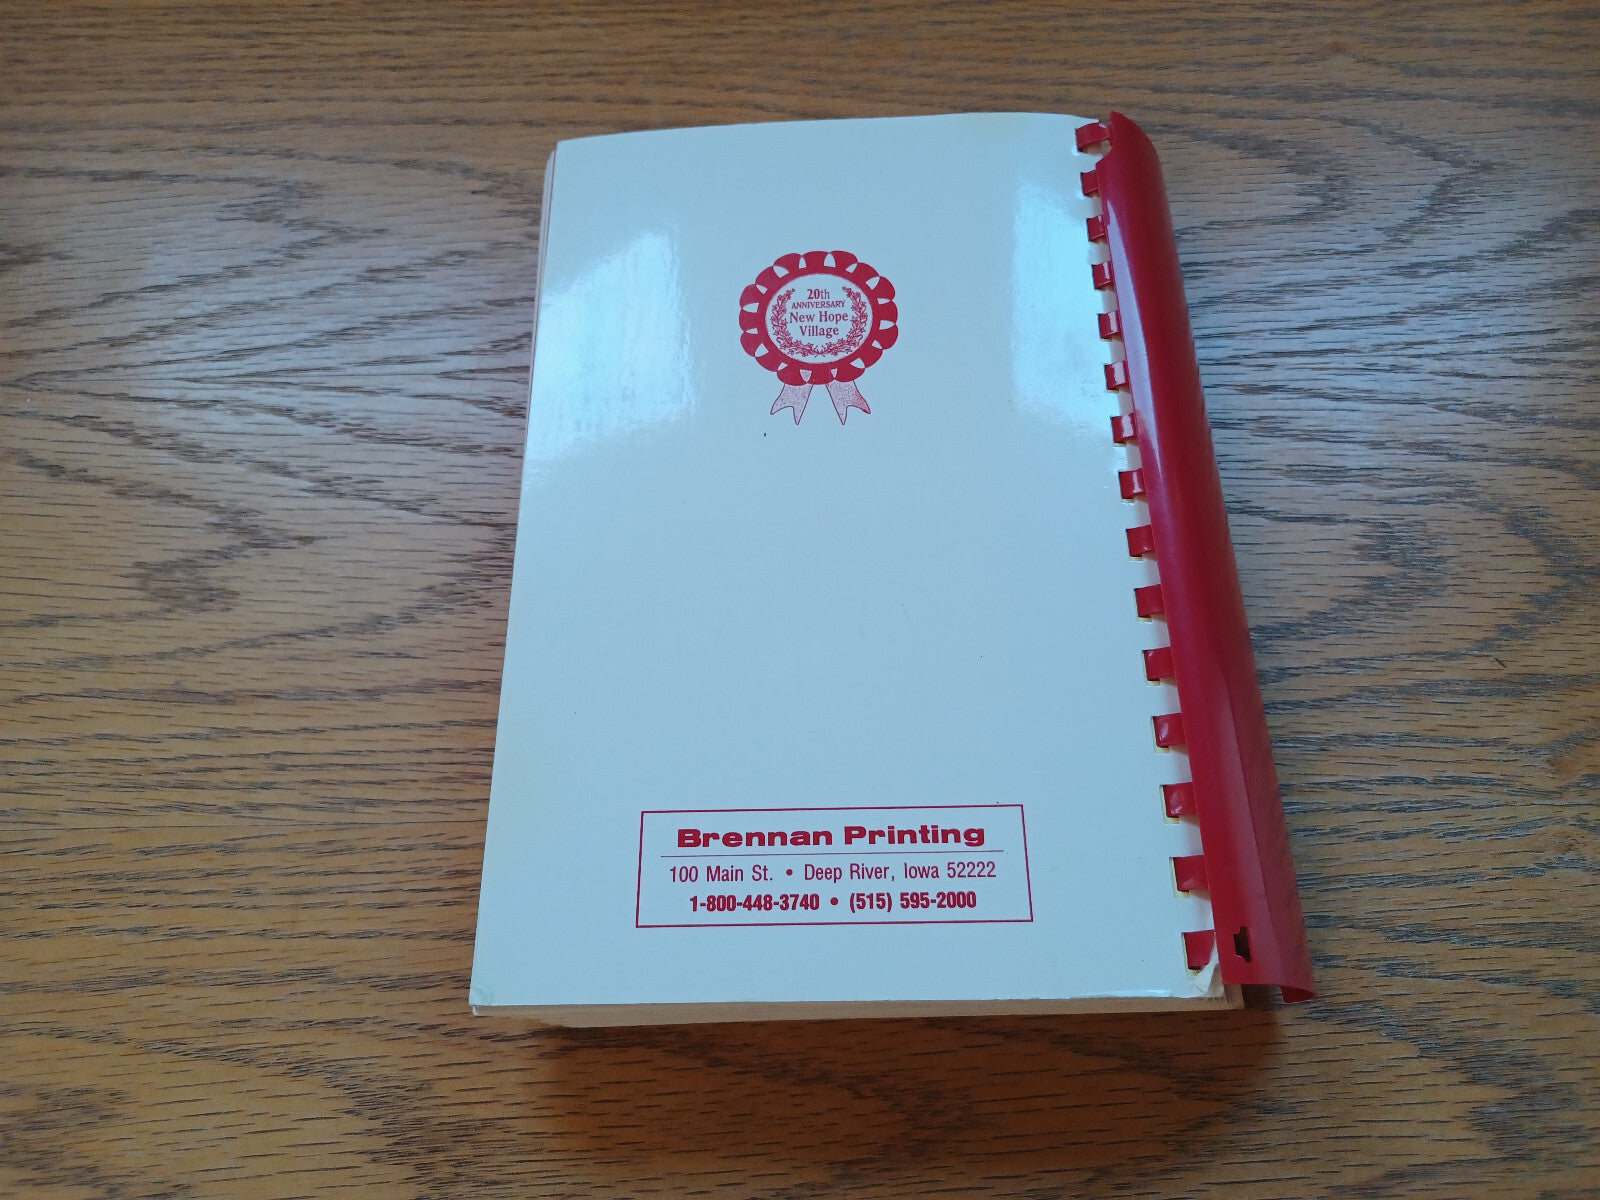 20th
ANNIVERSARY
New Hope
Village
Brennan Printing
100 Main St. • Deep River, Iowa 52222
1-800-448-3740 • (515) 595-2000